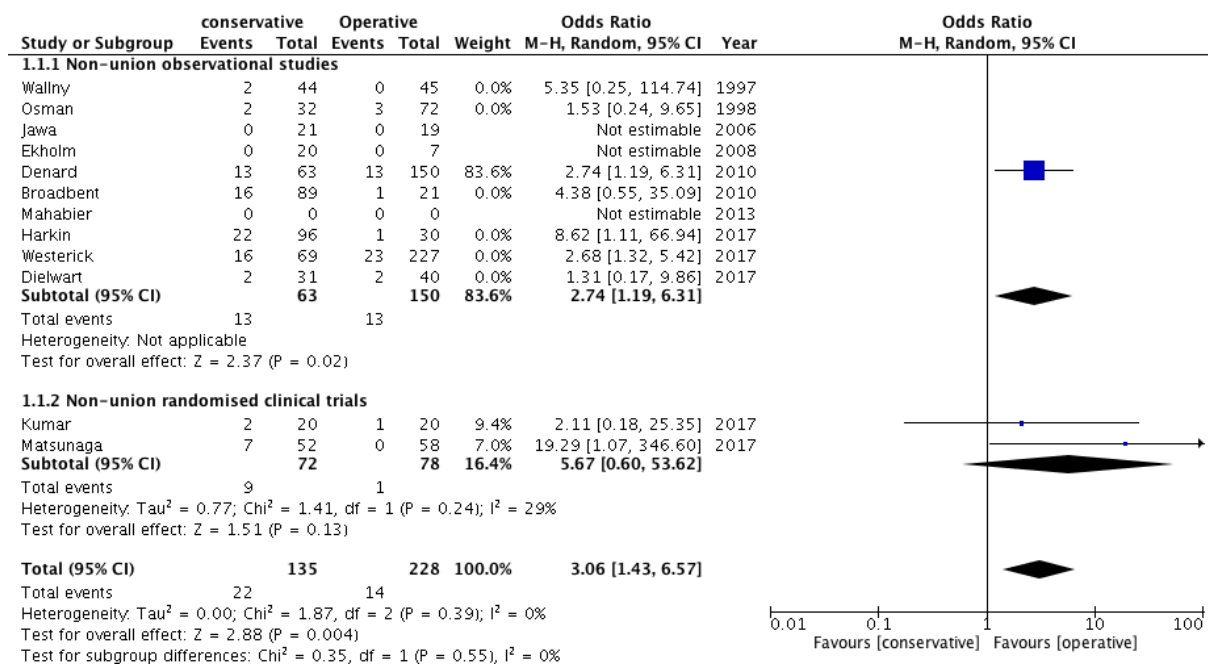 conservative Operative Odds Ratio Odds Ratio
Study or Subgroup Events Total Events Total Weight M-H, Random, 95% CI Year M-H, Random, 95% CI
1.1.1 Non-union observational studies
Wallny 2 44 0 45 0.0% 5.35 [0.25, 114.74] 1997
Osman 2 32 3 72 0.0% 1.53 [0.24, 9.65] 1998
Jawa 0 21 0 19 Not estimable 2006
Ekholm 0 20 0 7 Not estimable 2008
Denard 13 63 13 150 83.6% 2.74 [1.19, 6.31] 2010
Broadbent 16 89 1 21 0.0% 4.38 [0.55, 35.09] 2010
Mahabier 0 0 0 0 Not estimable 2013
Harkin 22 96 1 30 0.0% 8.62 [1.11, 66.94] 2017
Westerick 16 69 23 227 0.0% 2.68 [1.32, 5.42] 2017
Dielwart 2 31 2 40 0.0% 1.31 [0.17, 9.86] 2017
Subtotal (95% CI) 63 150 83.6% 2.74 [1.19, 6.31]
Total events 13 13
Heterogeneity: Not applicable
Test for overall effect: Z = 2.37 (P = 0.02)
1.1.2 Non-union randomised clinical trials
Kumar 2 20 1 20 9.4% 2.11 [0.18, 25.35] 2017
Matsunaga 7 52 0 58 7.0% 19.29 [1.07, 346.60] 2017
Subtotal (95% CI) 72 78 16.4% 5.67 [0.60, 53.62]
Total events 9 1
Heterogeneity: Tau² = 0.77; Chi² = 1.41, df = 1 (P = 0.24); I² = 29%
Test for overall effect: Z = 1.51 (P = 0.13)
Total (95% CI) 135 228 100.0% 3.06 [1.43, 6.57]
Total events 22 14
Heterogeneity: Tau² = 0.00; Chi² = 1.87, df = 2 (P = 0.39); I² = 0%
Test for overall effect: Z = 2.88 (P = 0.004)
Test for subgroup differences: Chi² = 0.35, df = 1 (P = 0.55), I² = 0%
0.01 0.1 1 10 100
Favours [conservative] Favours [operative]